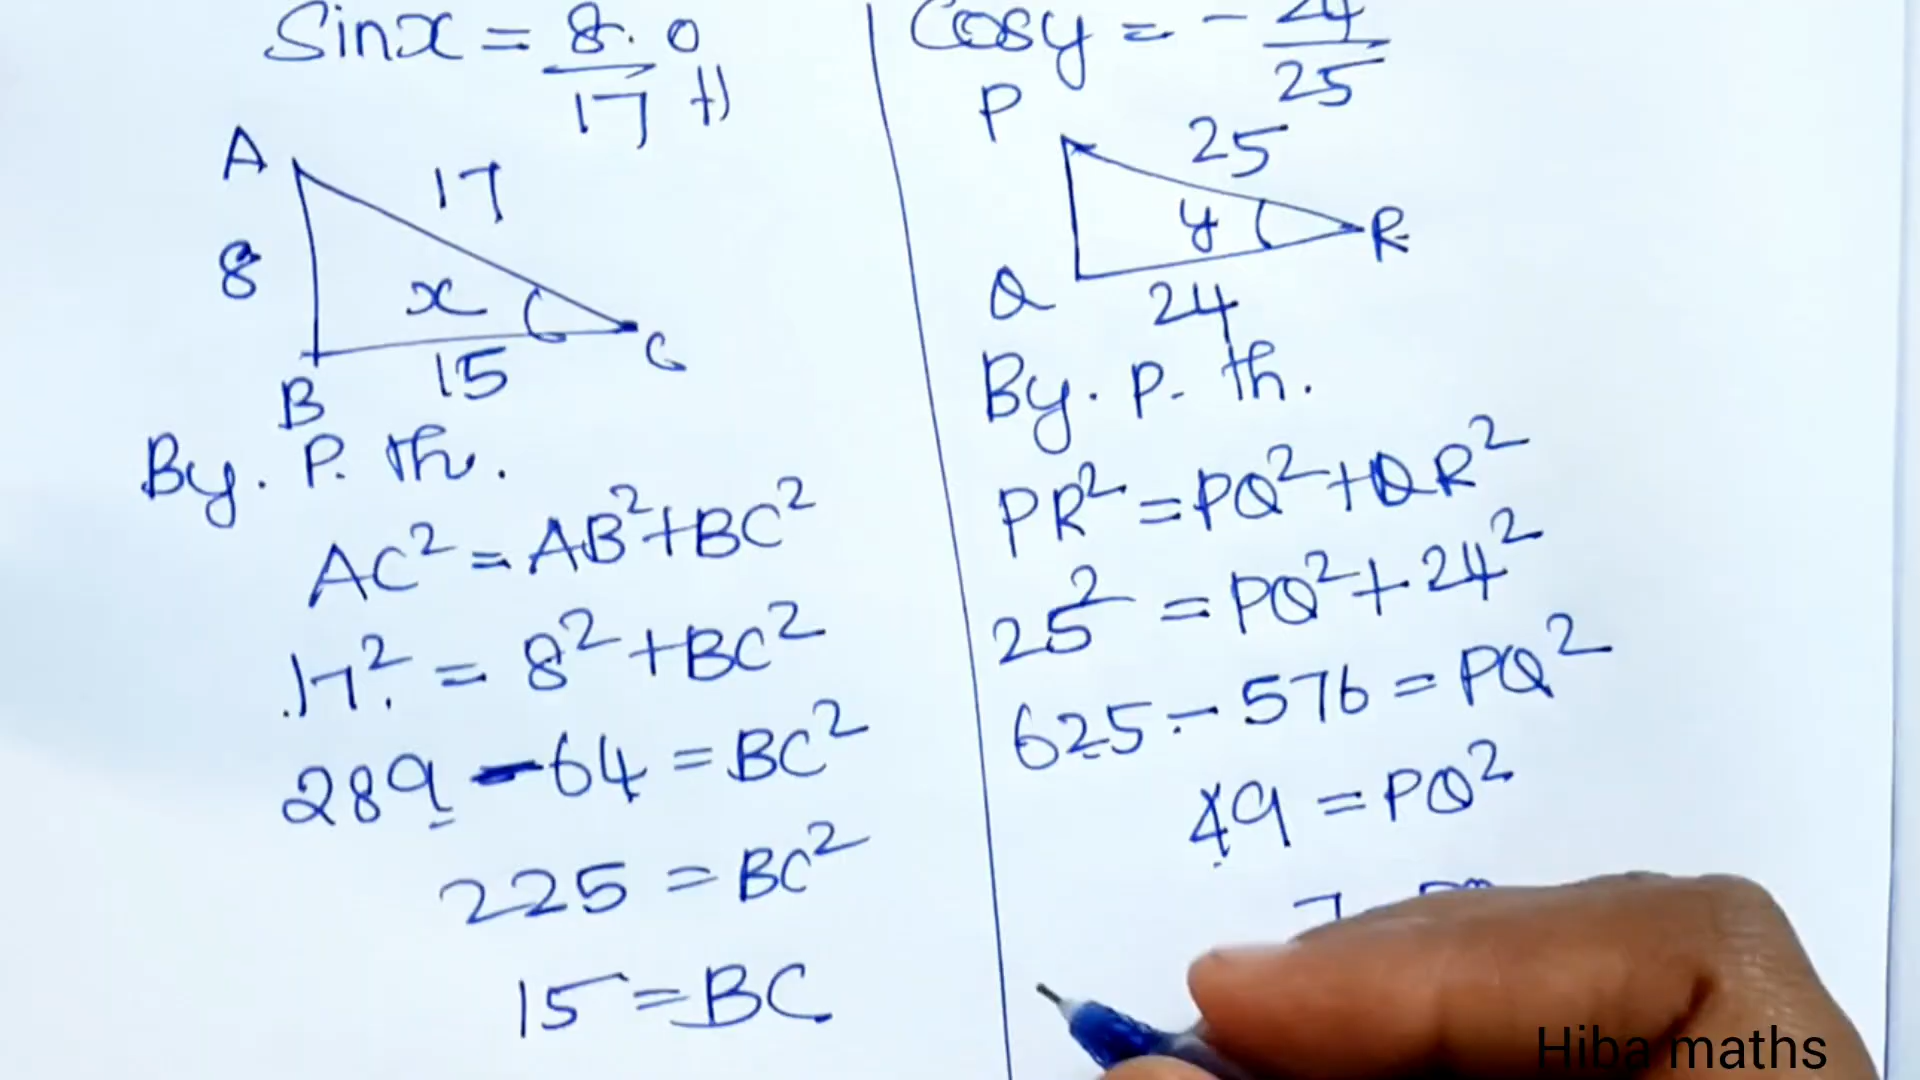 Sinx = 8 O
17 H
A
17
8
x
15
B
C
By. P. th.
AC² = AB² + BC²
17² = 8² + BC²
289 - 64 = BC²
225 = BC²
15 = BC
Cosy = - 24
25
P
25
y
R
Q
24
By. P. th.
PR² = PQ² + QR²
25² = PQ² + 24²
625 - 576 = PQ²
49 = PQ²
7
Hiba maths